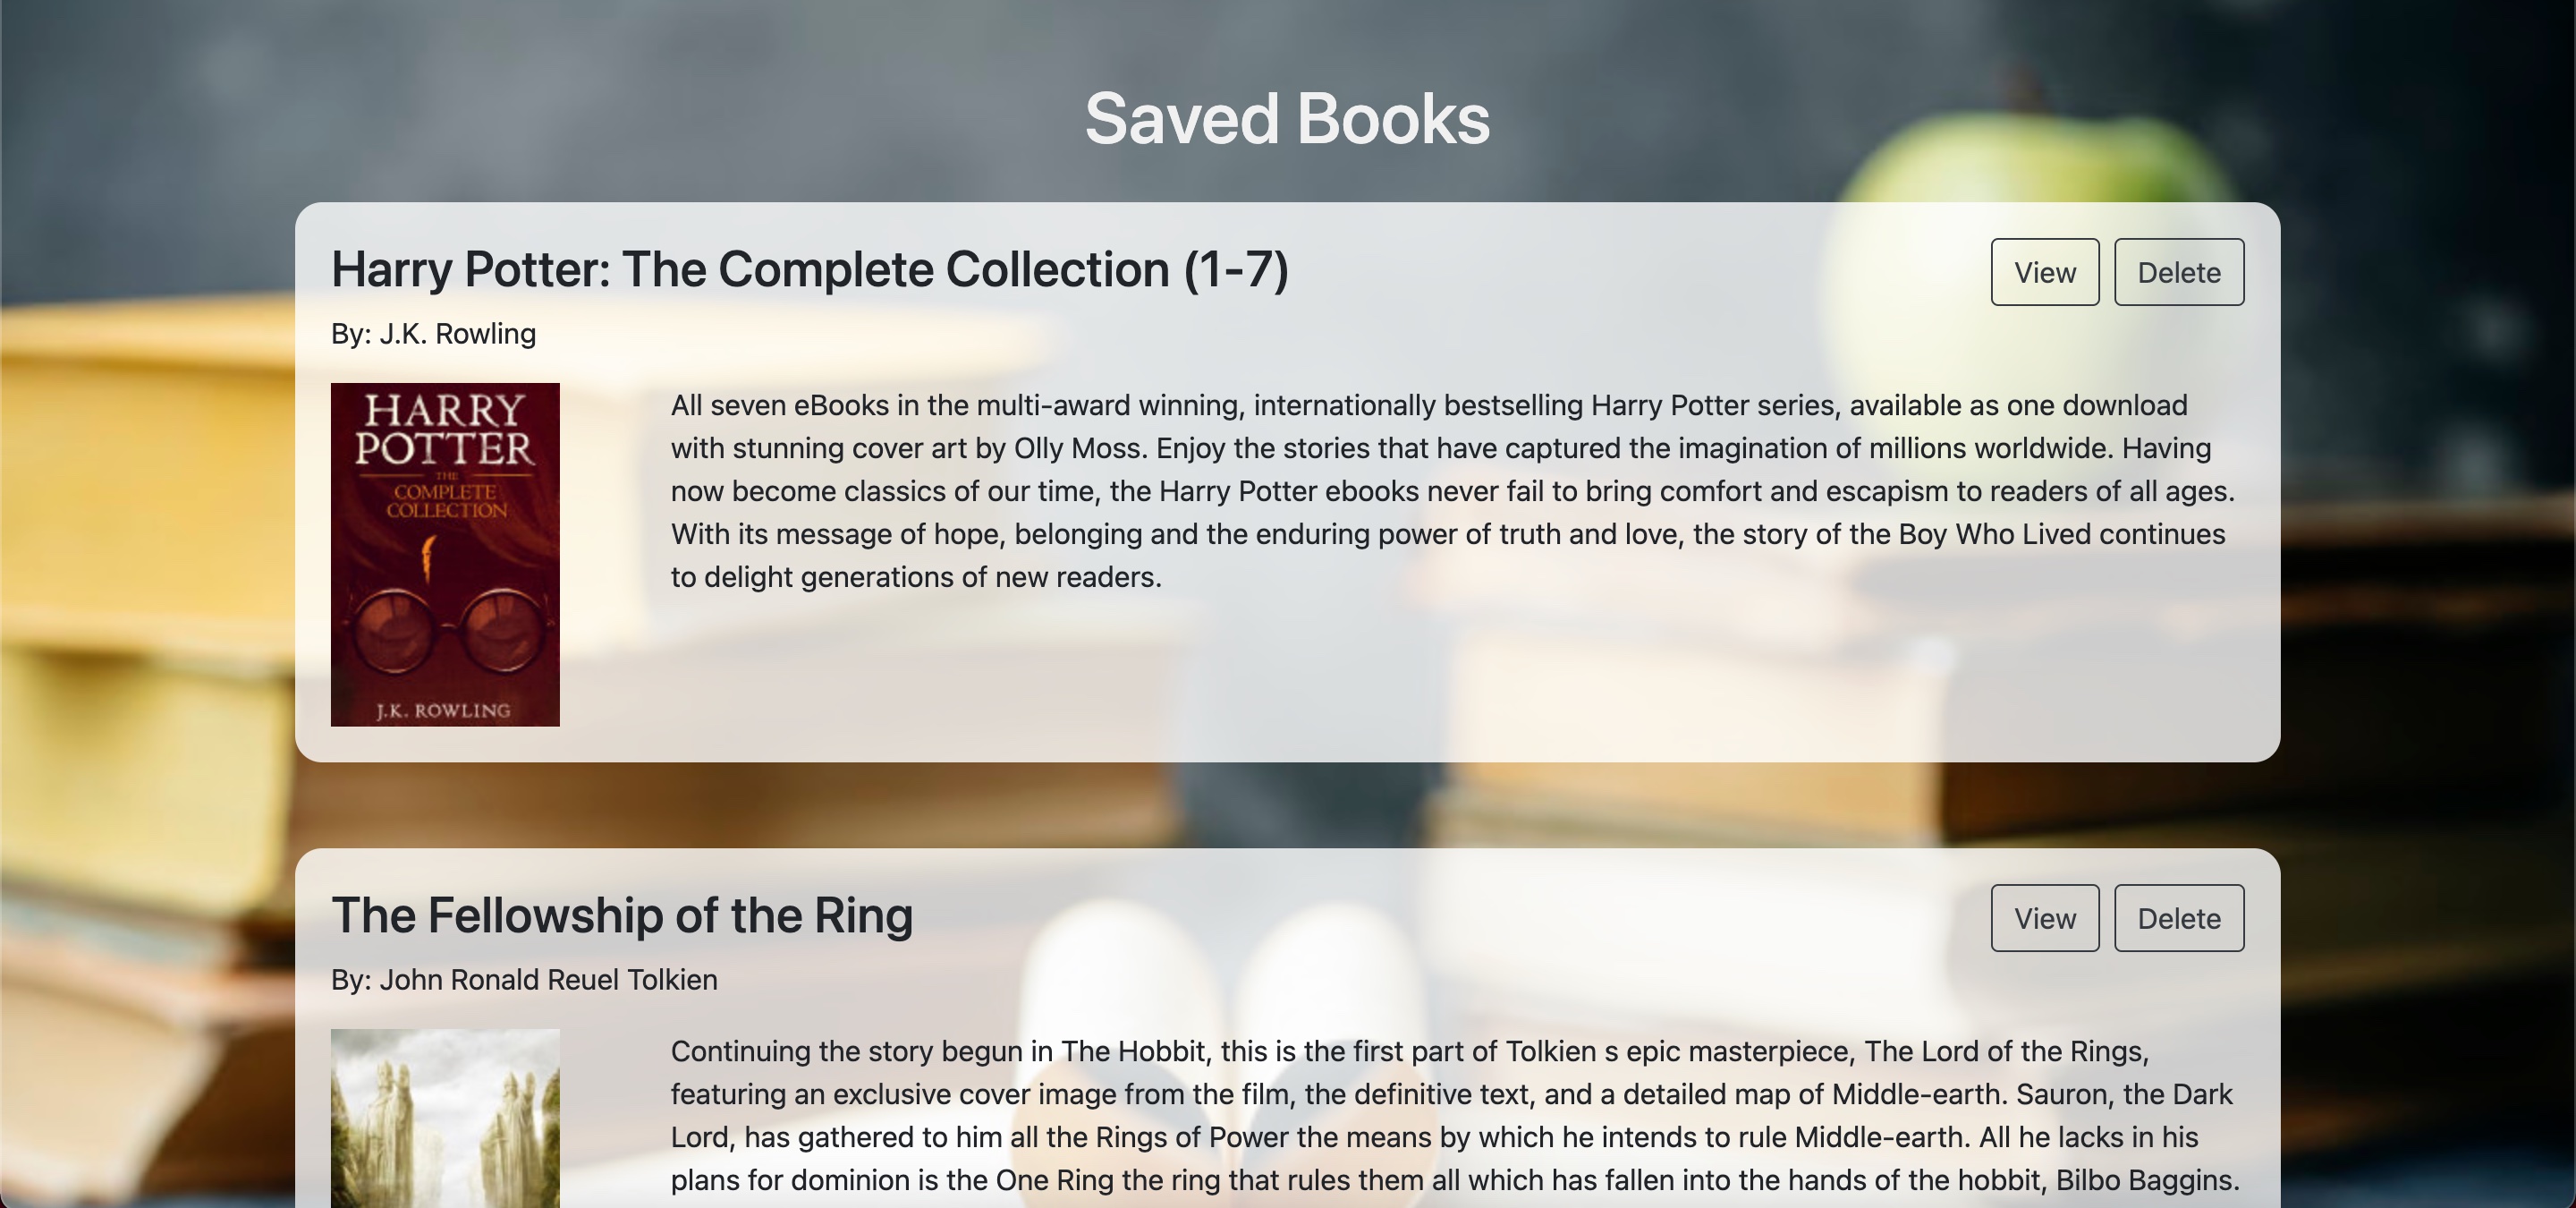 Saved Books
Harry Potter: The Complete Collection (1-7)
View
Delete
By: J.K. Rowling
HARRY
POTTER
THE
COMPLETE
COLLECTION
J.K. ROWLING
All seven eBooks in the multi-award winning, internationally bestselling Harry Potter series, available as one download
with stunning cover art by Olly Moss. Enjoy the stories that have captured the imagination of millions worldwide. Having
now become classics of our time, the Harry Potter ebooks never fail to bring comfort and escapism to readers of all ages.
With its message of hope, belonging and the enduring power of truth and love, the story of the Boy Who Lived continues
to delight generations of new readers.
The Fellowship of the Ring
View
Delete
By: John Ronald Reuel Tolkien
Continuing the story begun in The Hobbit, this is the first part of Tolkien s epic masterpiece, The Lord of the Rings,
featuring an exclusive cover image from the film, the definitive text, and a detailed map of Middle-earth. Sauron, the Dark
Lord, has gathered to him all the Rings of Power the means by which he intends to rule Middle-earth. All he lacks in his
plans for dominion is the One Ring the ring that rules them all which has fallen into the hands of the hobbit, Bilbo Baggins.